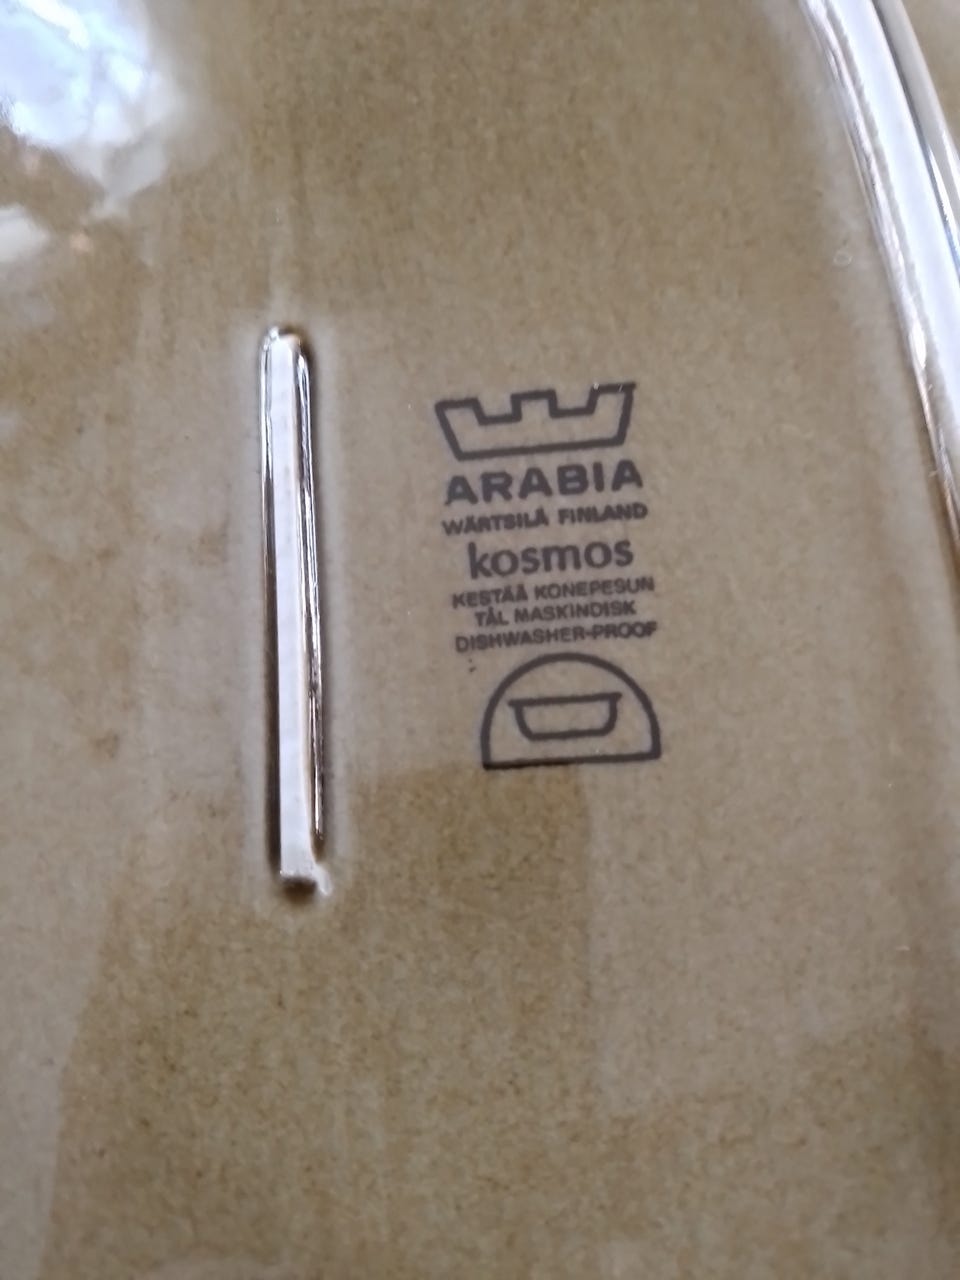 ARABIA
WÄRTSILÄ FINLAND
kosmos
KESTÄÄ KONEPESUN
TÅL MASKINDISK
DISHWASHER-PROOF